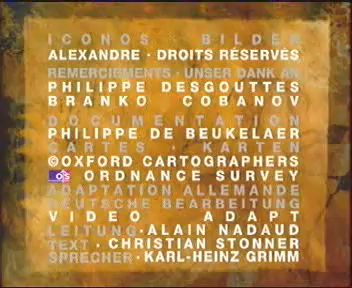 ICONOS BILDER
ALEXANDRE · DROITS RÉSERVÉS
REMERCIEMENTS · UNSER DANK AN
PHILIPPE DESGOUTTES
BRANKO COBANOV
DOCUMENTATION
PHILIPPE DE BEUKELAER
CARTES · KARTEN
©OXFORD CARTOGRAPHERS
OS ORDNANCE SURVEY
ADAPTATION ALLEMANDE
DEUTSCHE BEARBEITUNG
VIDEO ADAPT
LEITUNG · ALAIN NADAUD
TEXT · CHRISTIAN STONNER
SPRECHER · KARL-HEINZ GRIMM